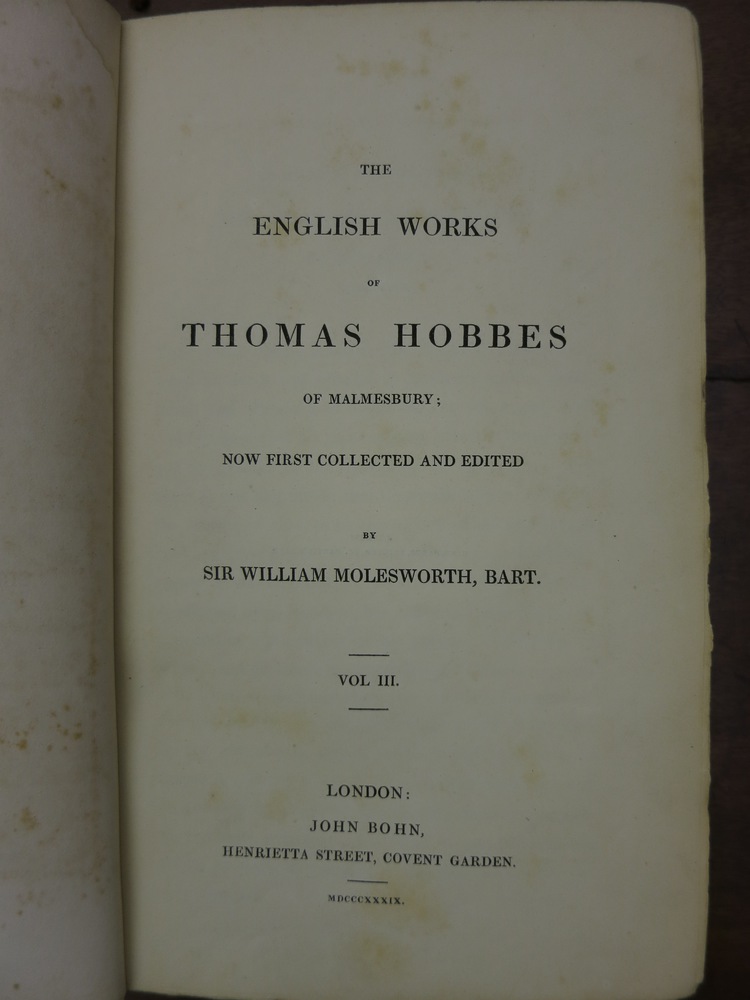 THE
ENGLISH WORKS
OF
THOMAS HOBBES
OF MALMESBURY;
NOW FIRST COLLECTED AND EDITED
BY
SIR WILLIAM MOLESWORTH, BART.
VOL III.
LONDON:
JOHN BOHN,
HENRIETTA STREET, COVENT GARDEN.
MDCCCXXXIX.